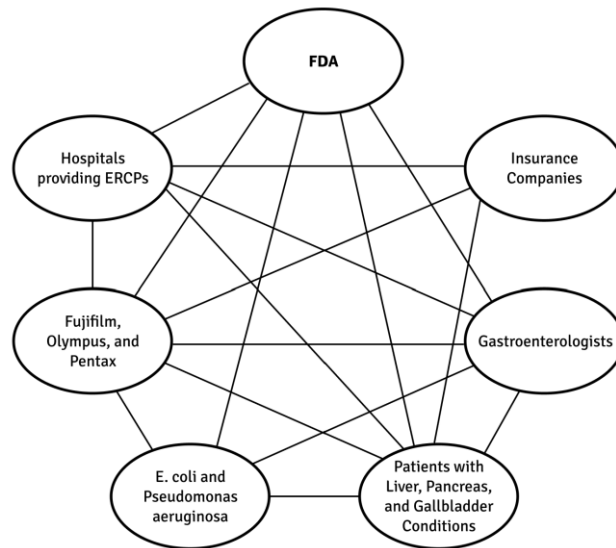 FDA
Hospitals
providing ERCPs
Insurance
Companies
Fujifilm,
Olympus, and
Pentax
Gastroenterologists
E. coli and
Pseudomonas
aeruginosa
Patients with
Liver, Pancreas,
and Gallbladder
Conditions